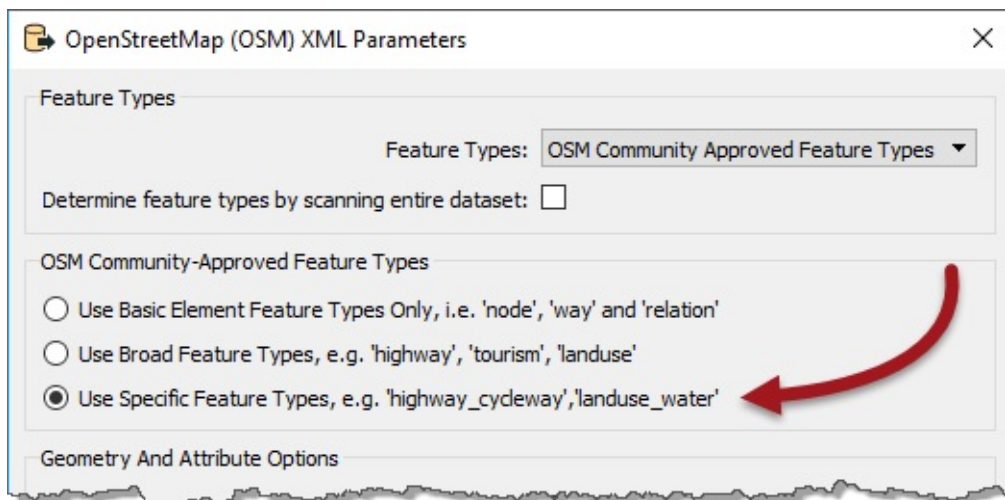 OpenStreetMap (OSM) XML Parameters
Feature Types
Feature Types: OSM Community Approved Feature Types
Determine feature types by scanning entire dataset:
OSM Community-Approved Feature Types
Use Basic Element Feature Types Only, i.e. 'node', 'way' and 'relation'
Use Broad Feature Types, e.g. 'highway', 'tourism', 'landuse'
Use Specific Feature Types, e.g. 'highway_cycleway','landuse_water'
Geometry And Attribute Options